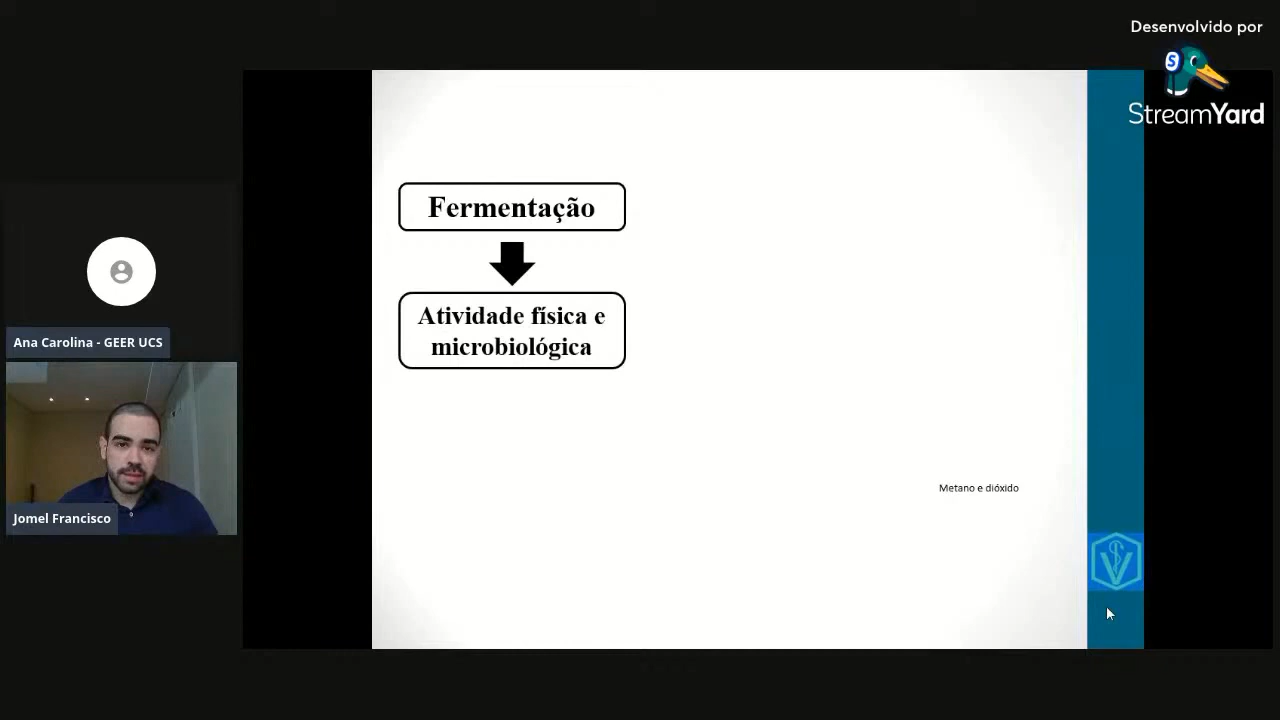 Desenvolvido por
StreamYard
Fermentação
Atividade física e
microbiológica
Metano e dióxido
Ana Carolina - GEER UCS
Jomel Francisco